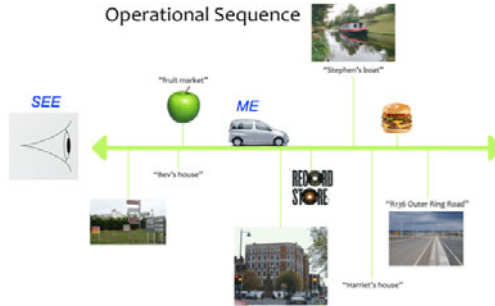 Operational Sequence
"Stephen's boat"
"fruit market"
SEE
ME
"Bev's house"
RECORD
STORE
"R136 Outer Ring Road"
"Harriet's house"